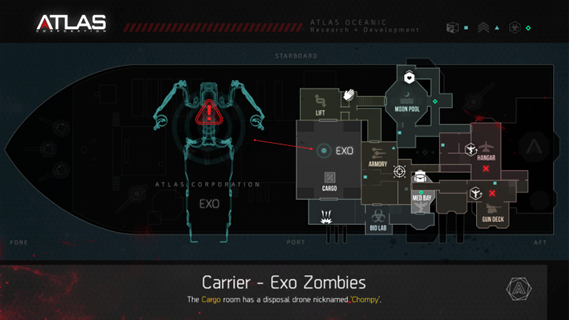 ATLAS
CORPORATION
ATLAS OCEANIC
Research + Development
STARBOARD
LIFT
MOON POOL
EXO
ARMORY
HANGAR
CARGO
ATLAS CORPORATION
EXO
MED BAY
BIO LAB
GUN DECK
FORE
PORT
AFT
Carrier - Exo Zombies
The Cargo room has a disposal drone nicknamed 'Chompy'.